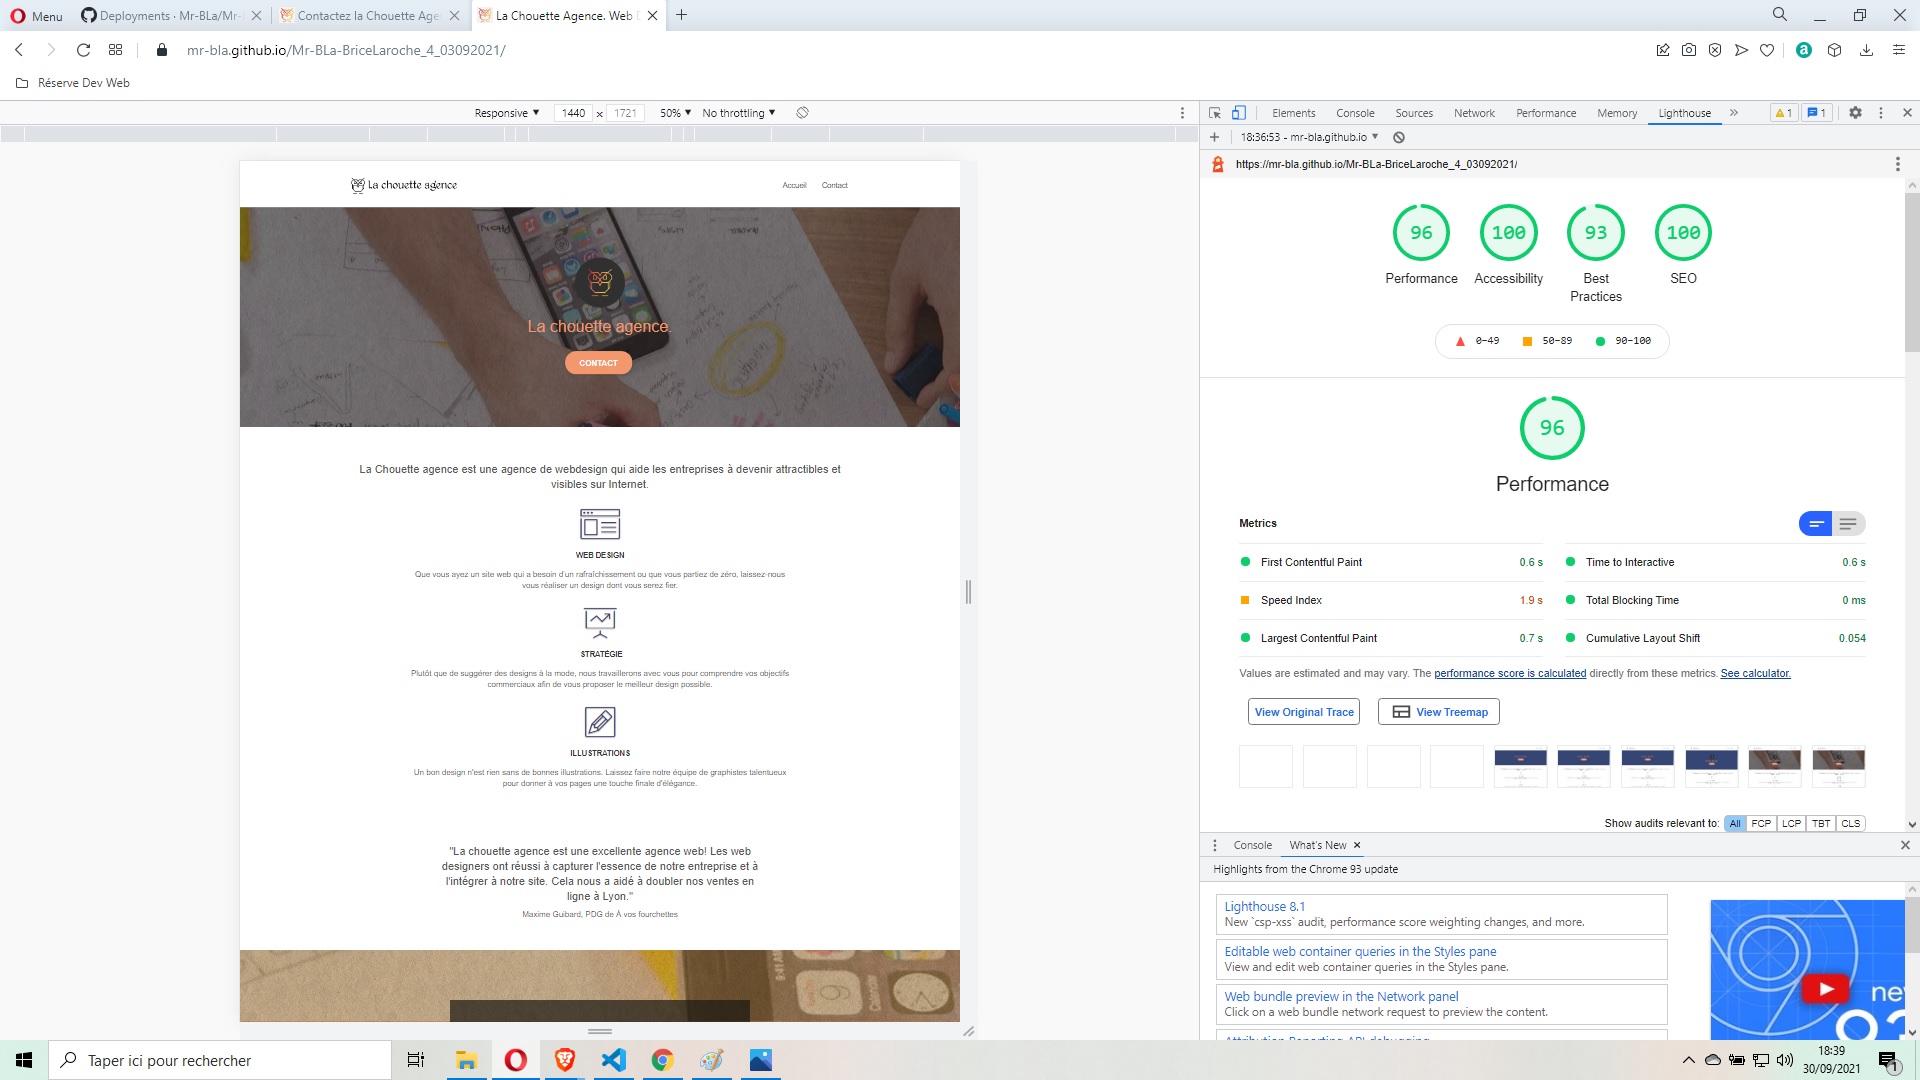 Menu
Deployments · Mr-BLa/Mr-
Contactez la Chouette Age
La Chouette Agence. Web D
mr-bla.github.io/Mr-BLa-BriceLaroche_4_03092021/
Réserve Dev Web
Responsive
1440 x 1721
50%
No throttling
Elements
Console
Sources
Network
Performance
Memory
Lighthouse
1
1
18:36:53 - mr-bla.github.io
https://mr-bla.github.io/Mr-BLa-BriceLaroche_4_03092021/
La chouette agence
Accueil
Contact
La chouette agence.
CONTACT
La Chouette agence est une agence de webdesign qui aide les entreprises à devenir attractibles et
visibles sur Internet.
WEB DESIGN
Que vous ayez un site web qui a besoin d'un rafraîchissement ou que vous partiez de zéro, laissez-nous
vous réaliser un design dont vous serez fier.
STRATÉGIE
Plutôt que de suggérer des designs à la mode, nous travaillerons avec vous pour comprendre vos objectifs
commerciaux afin de vous proposer le meilleur design possible.
ILLUSTRATIONS
Un bon design n'est rien sans de bonnes illustrations. Laissez faire notre équipe de graphistes talentueux
pour donner à vos pages une touche finale d'élégance.
"La chouette agence est une excellente agence web! Les web
designers ont réussi à capturer l'essence de notre entreprise et à
l'intégrer à notre site. Cela nous a aidé à doubler nos ventes en
ligne à Lyon."
Maxime Guibard, PDG de À vos fourchettes
9:41AM
Calendar
96
100
93
100
Performance
Accessibility
Best
Practices
SEO
0–49
50–89
90–100
96
Performance
Metrics
First Contentful Paint 0.6 s
Time to Interactive 0.6 s
Speed Index 1.9 s
Total Blocking Time 0 ms
Largest Contentful Paint 0.7 s
Cumulative Layout Shift 0.054
Values are estimated and may vary. The performance score is calculated directly from these metrics. See calculator.
View Original Trace
View Treemap
Show audits relevant to: All FCP LCP TBT CLS
Console
What's New
Highlights from the Chrome 93 update
Lighthouse 8.1
New `csp-xss` audit, performance score weighting changes, and more.
Editable web container queries in the Styles pane
View and edit web container queries in the Styles pane.
Web bundle preview in the Network panel
Click on a web bundle network request to preview the content.
Attribution Reporting API debugging
new
93
Taper ici pour rechercher
18:39
30/09/2021
1